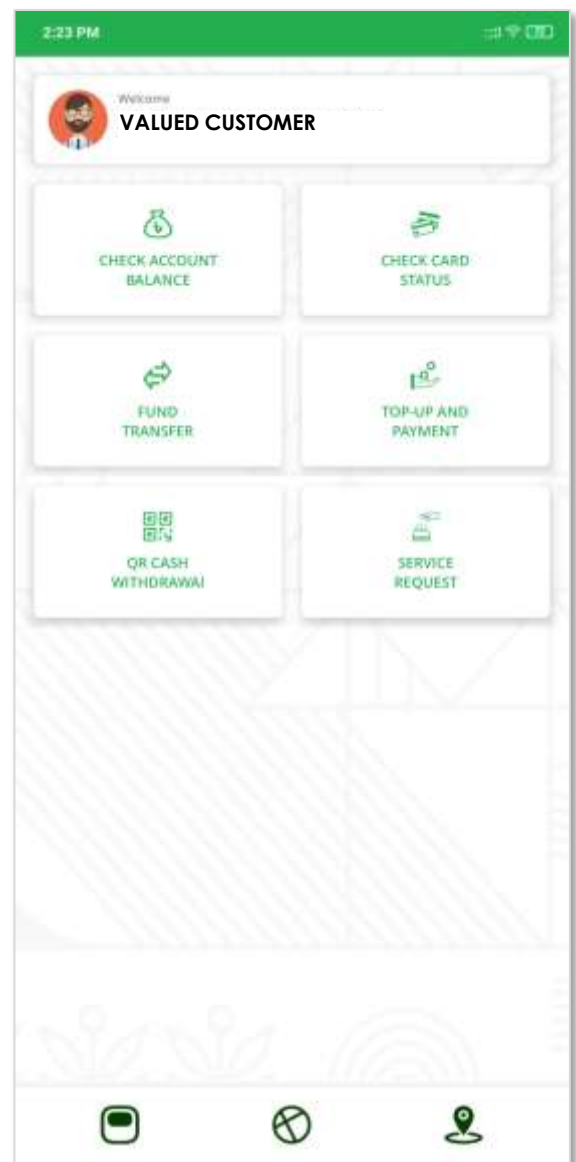 2:23 PM
Welcome
VALUED CUSTOMER
CHECK ACCOUNT
BALANCE
CHECK CARD
STATUS
FUND
TRANSFER
TOP-UP AND
PAYMENT
QR CASH
WITHDRAWAl
SERVICE
REQUEST